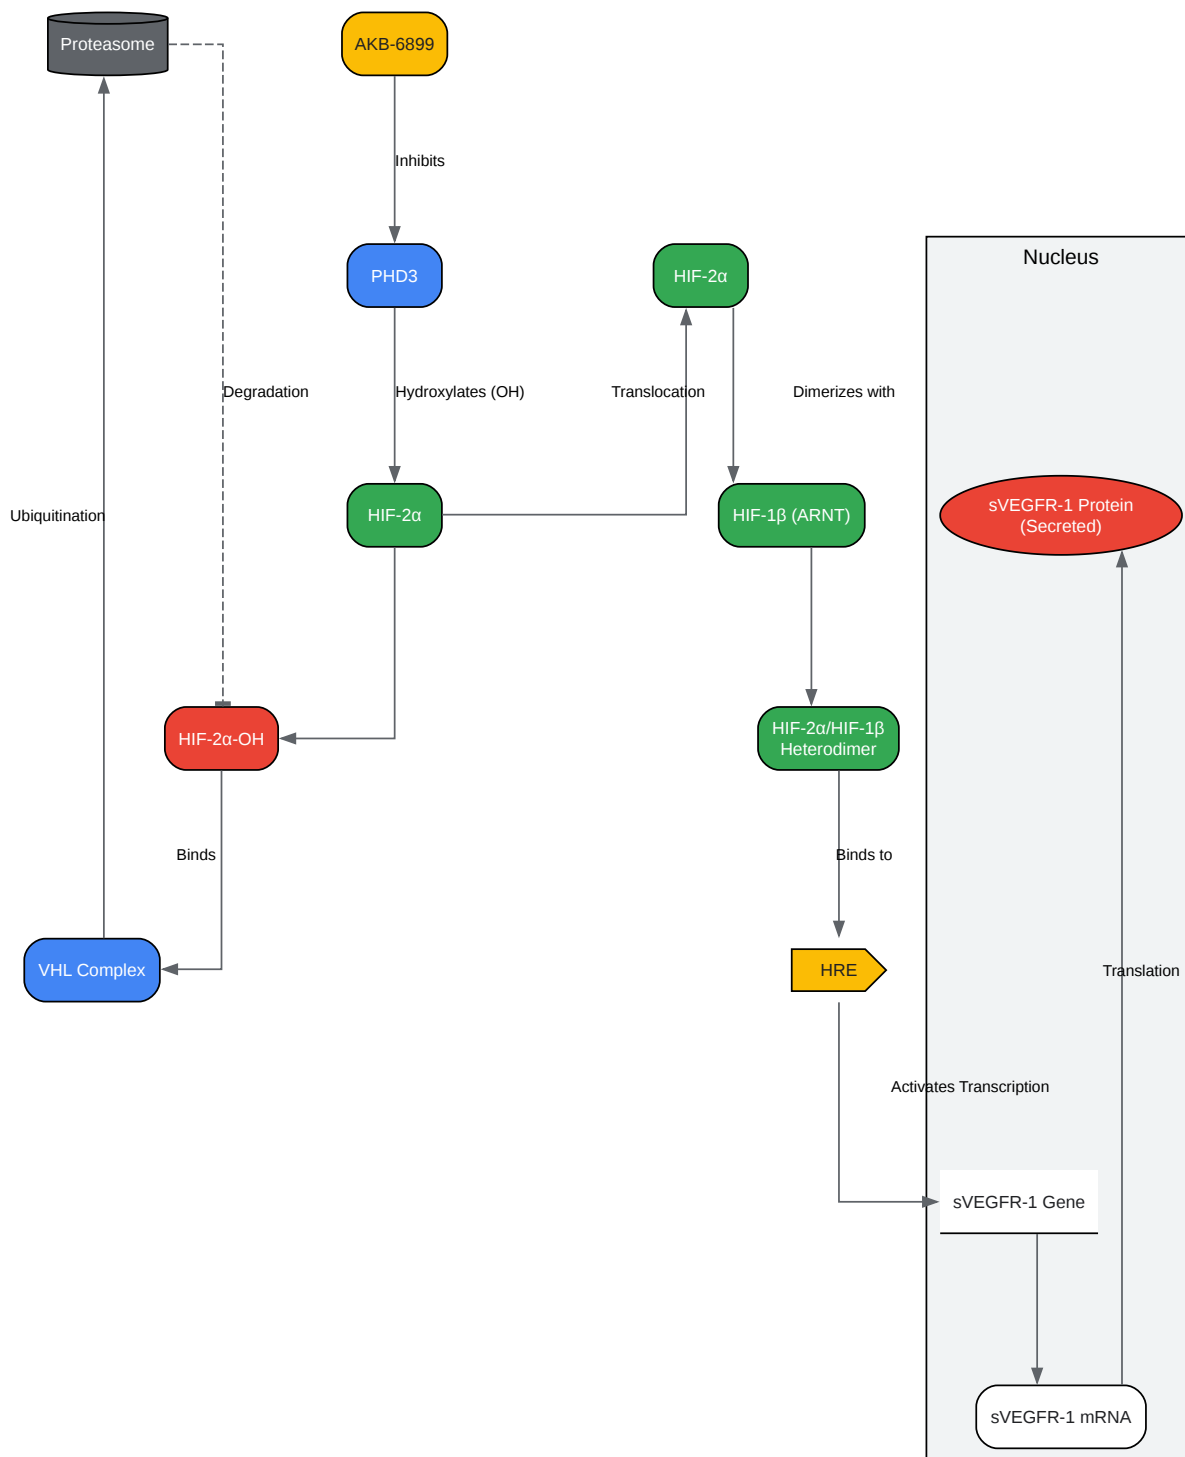 Proteasome
AKB-6899
Inhibits
Nucleus
PHD3
HIF-2α
Degradation
Hydroxylates (OH)
Translocation
Dimerizes with
Ubiquitination
HIF-2α
HIF-1β (ARNT)
sVEGFR-1 Protein
(Secreted)
HIF-2α-OH
HIF-2α/HIF-1β
Heterodimer
Binds
Binds to
VHL Complex
HRE
Translation
Activates Transcription
sVEGFR-1 Gene
sVEGFR-1 mRNA